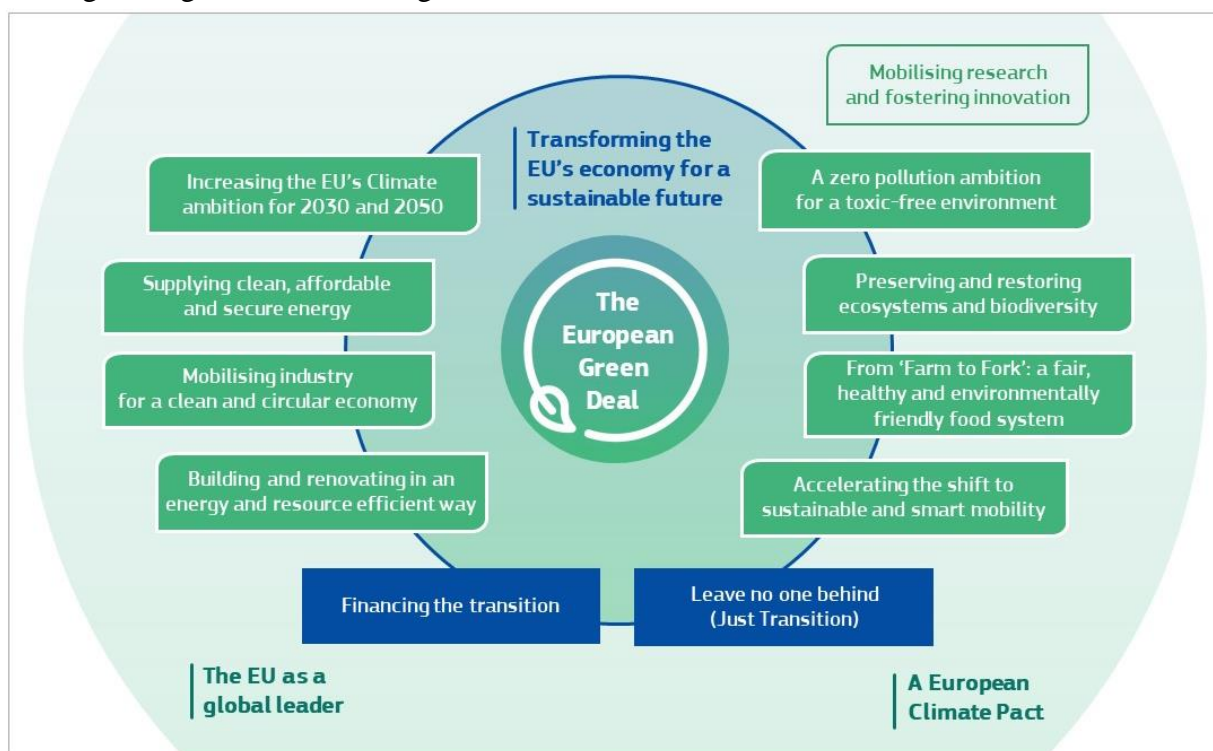 Mobilising research
and fostering innovation
Transforming the
EU's economy for a
sustainable future
Increasing the EU's Climate
ambition for 2030 and 2050
A zero pollution ambition
for a toxic-free environment
Supplying clean, affordable
and secure energy
Preserving and restoring
ecosystems and biodiversity
The
European
Green
Deal
Mobilising industry
for a clean and circular economy
From ‘Farm to Fork’: a fair,
healthy and environmentally
friendly food system
Building and renovating in an
energy and resource efficient way
Accelerating the shift to
sustainable and smart mobility
Financing the transition
Leave no one behind
(Just Transition)
The EU as a
global leader
A European
Climate Pact